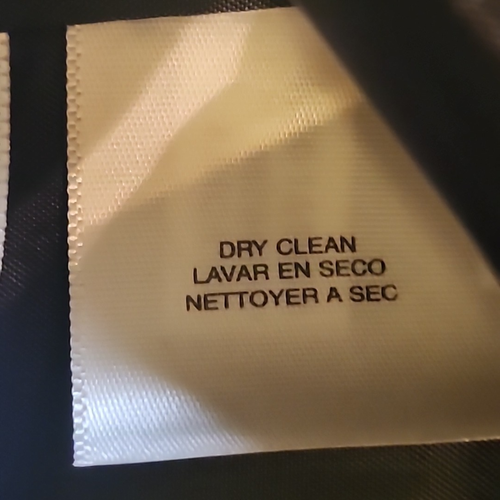 DRY CLEAN
LAVAR EN SECO
NETTOYER A SEC